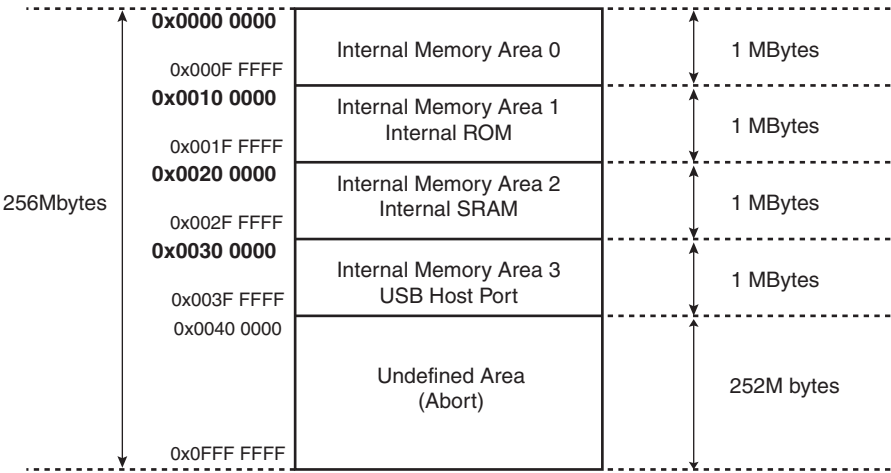 0x0000 0000
Internal Memory Area 0
1 MBytes
0x000F FFFF
0x0010 0000
Internal Memory Area 1
Internal ROM
1 MBytes
0x001F FFFF
0x0020 0000
Internal Memory Area 2
Internal SRAM
256Mbytes
1 MBytes
0x002F FFFF
0x0030 0000
Internal Memory Area 3
USB Host Port
1 MBytes
0x003F FFFF
0x0040 0000
Undefined Area
(Abort)
252M bytes
0x0FFF FFFF